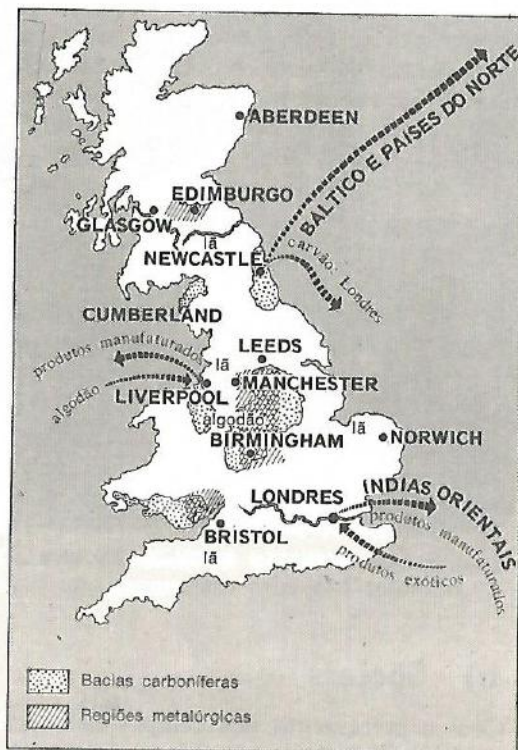 ABERDEEN
BÁLTICO E PAÍSES DO NORTE
EDIMBURGO
GLASGOW
lã
NEWCASTLE
carvão: Londres
CUMBERLAND
LEEDS
produtos manufaturados
lã
MANCHESTER
algodão
LIVERPOOL
algodão
lã
BIRMINGHAM
NORWICH
LONDRES
ÍNDIAS ORIENTAIS
produtos manufaturados
BRISTOL
lã
produtos exóticos
Bacias carboníferas
Regiões metalúrgicas